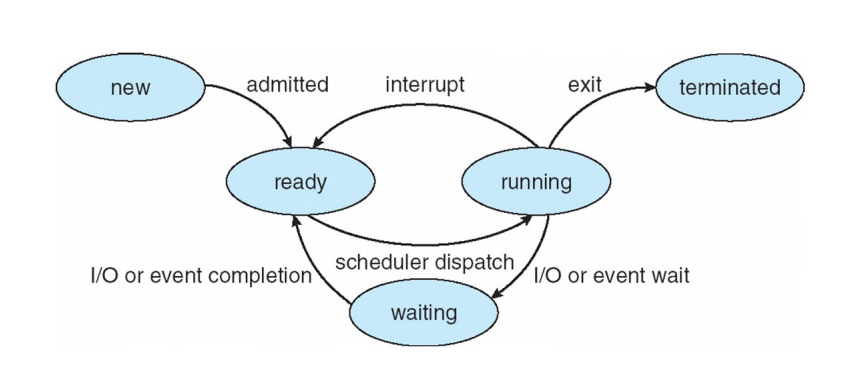 new
admitted
interrupt
exit
terminated
ready
running
scheduler dispatch
I/O or event completion
I/O or event wait
waiting